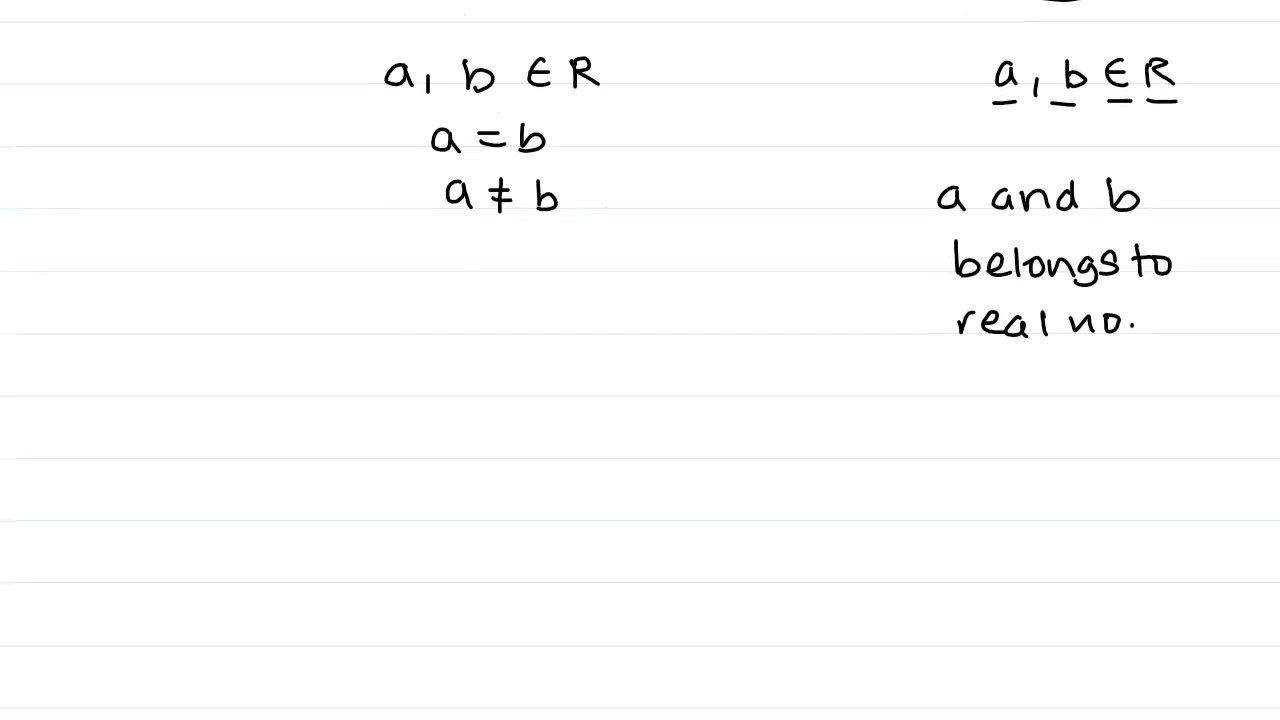 a, b ∈ R
a = b
a ≠ b
a, b ∈ R
a and b
belongs to
real no.